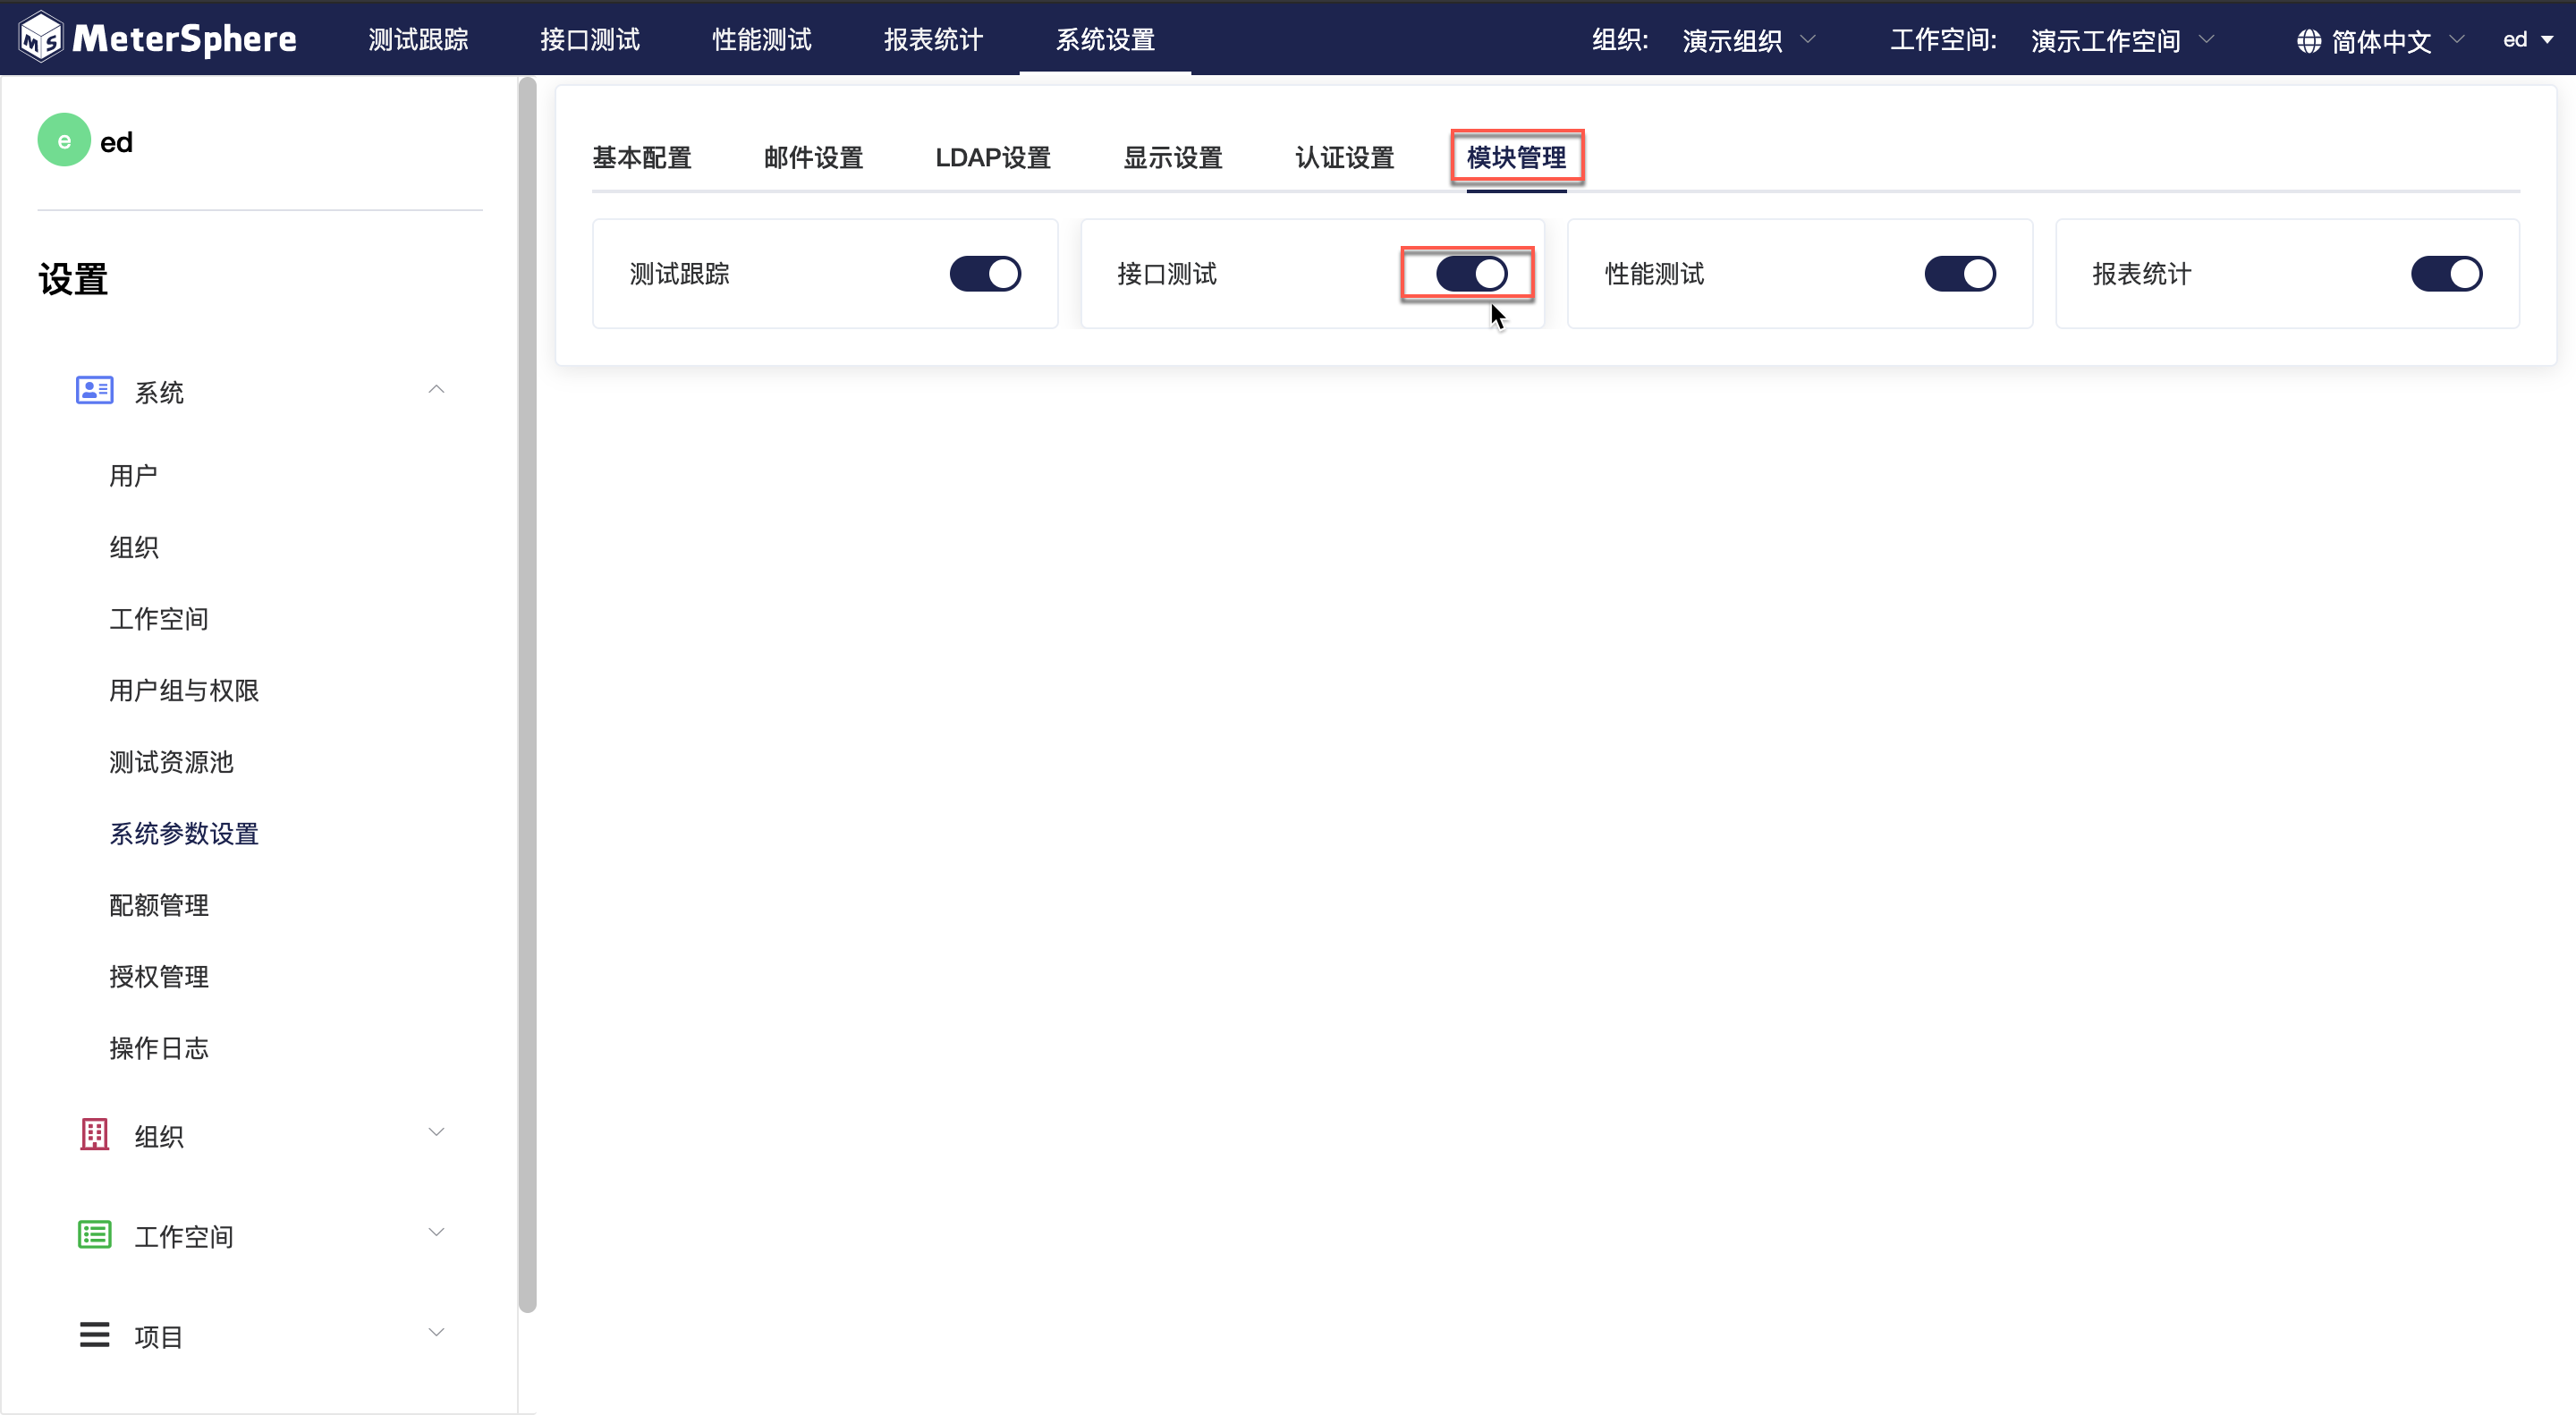 MeterSphere 测试跟踪 接口测试 性能测试 报表统计 系统设置 组织: 演示组织 工作空间: 演示工作空间 简体中文 ed
e ed
设置
系统
用户
组织
工作空间
用户组与权限
测试资源池
系统参数设置
配额管理
授权管理
操作日志
组织
工作空间
项目
基本配置 邮件设置 LDAP设置 显示设置 认证设置 模块管理
测试跟踪 接口测试 性能测试 报表统计